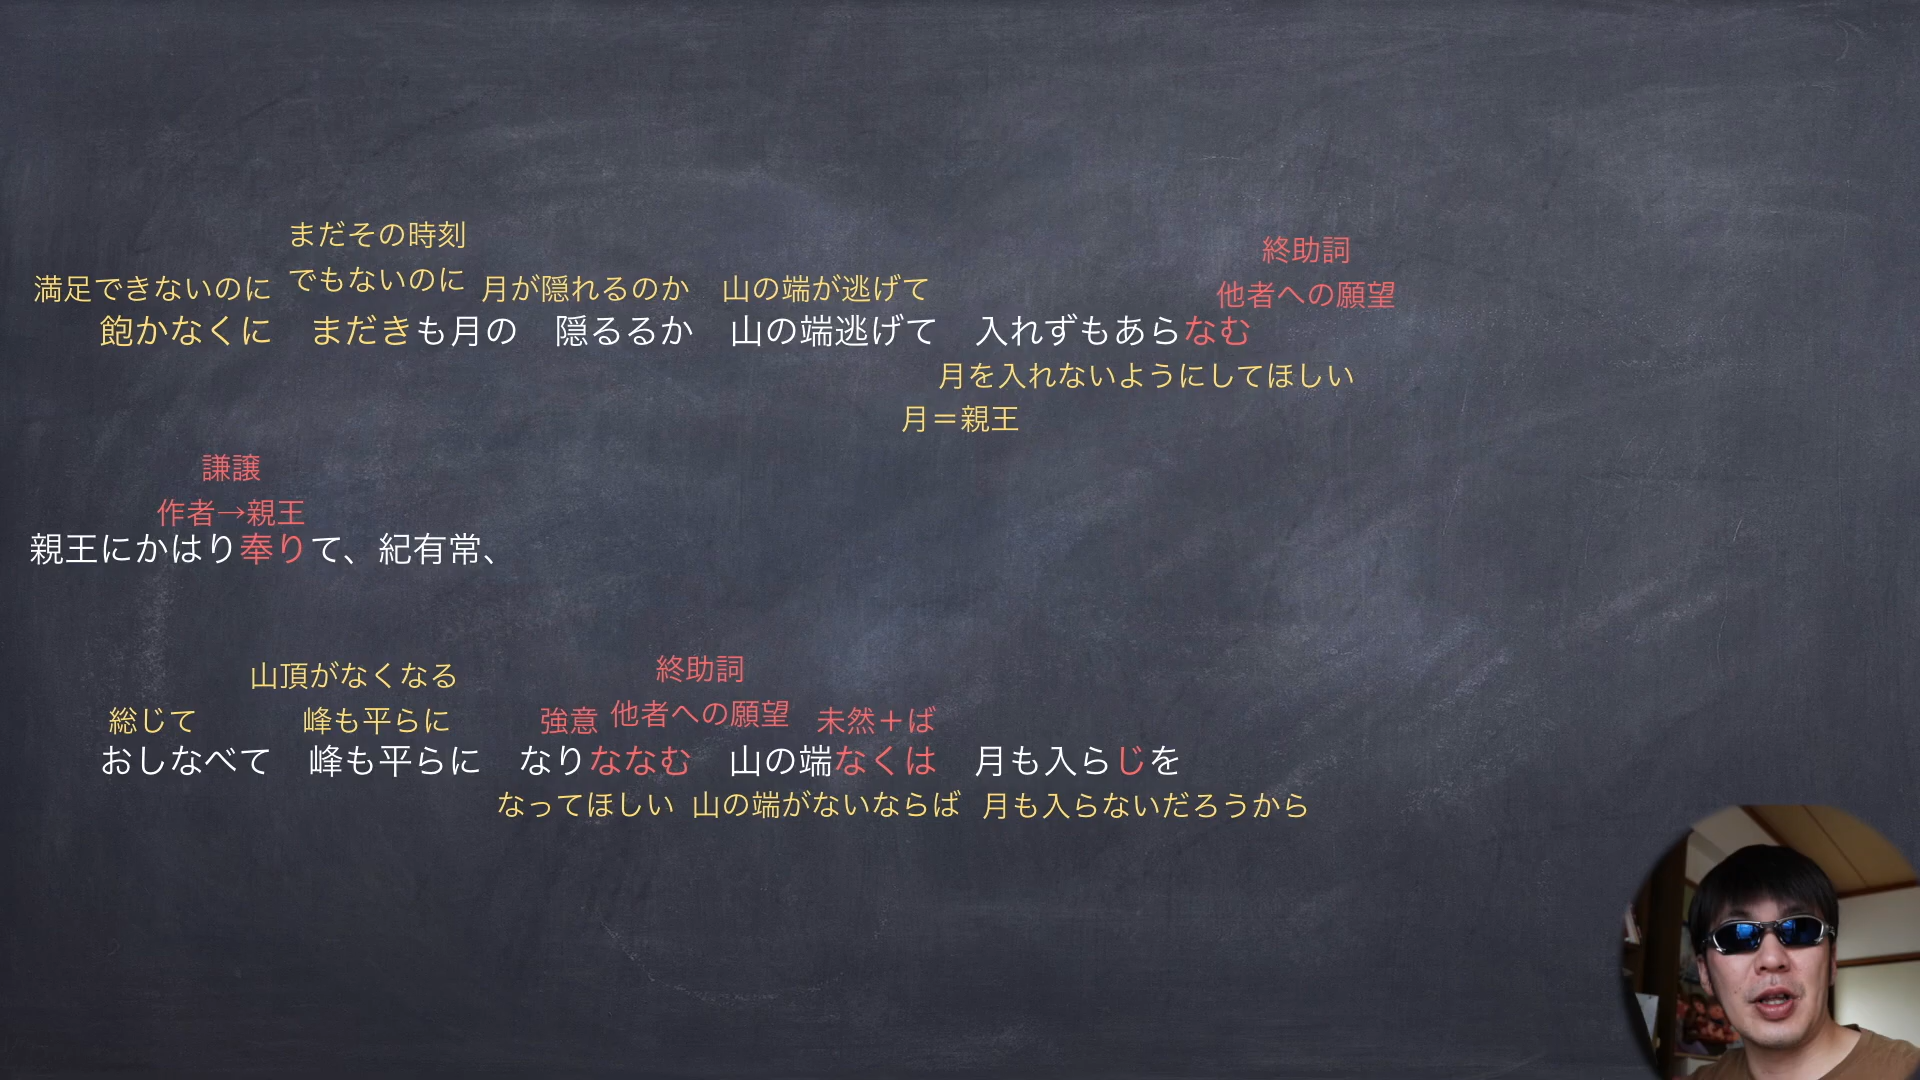 まだその時刻
でもないのに
満足できないのに 月が隠れるのか 山の端が逃げて
終助詞
他者への願望
飽かなくに まだきも月の 隠るるか 山の端逃げて 入れずもあらなむ
月を入れないようにしてほしい
月＝親王
謙譲
作者→親王
親王にかはり奉りて、紀有常、
山頂がなくなる
総じて 峰も平らに
終助詞
強意 他者への願望 未然＋ば
おしなべて 峰も平らに なりななむ 山の端なくは 月も入らじを
なってほしい 山の端がないならば 月も入らないだろうから